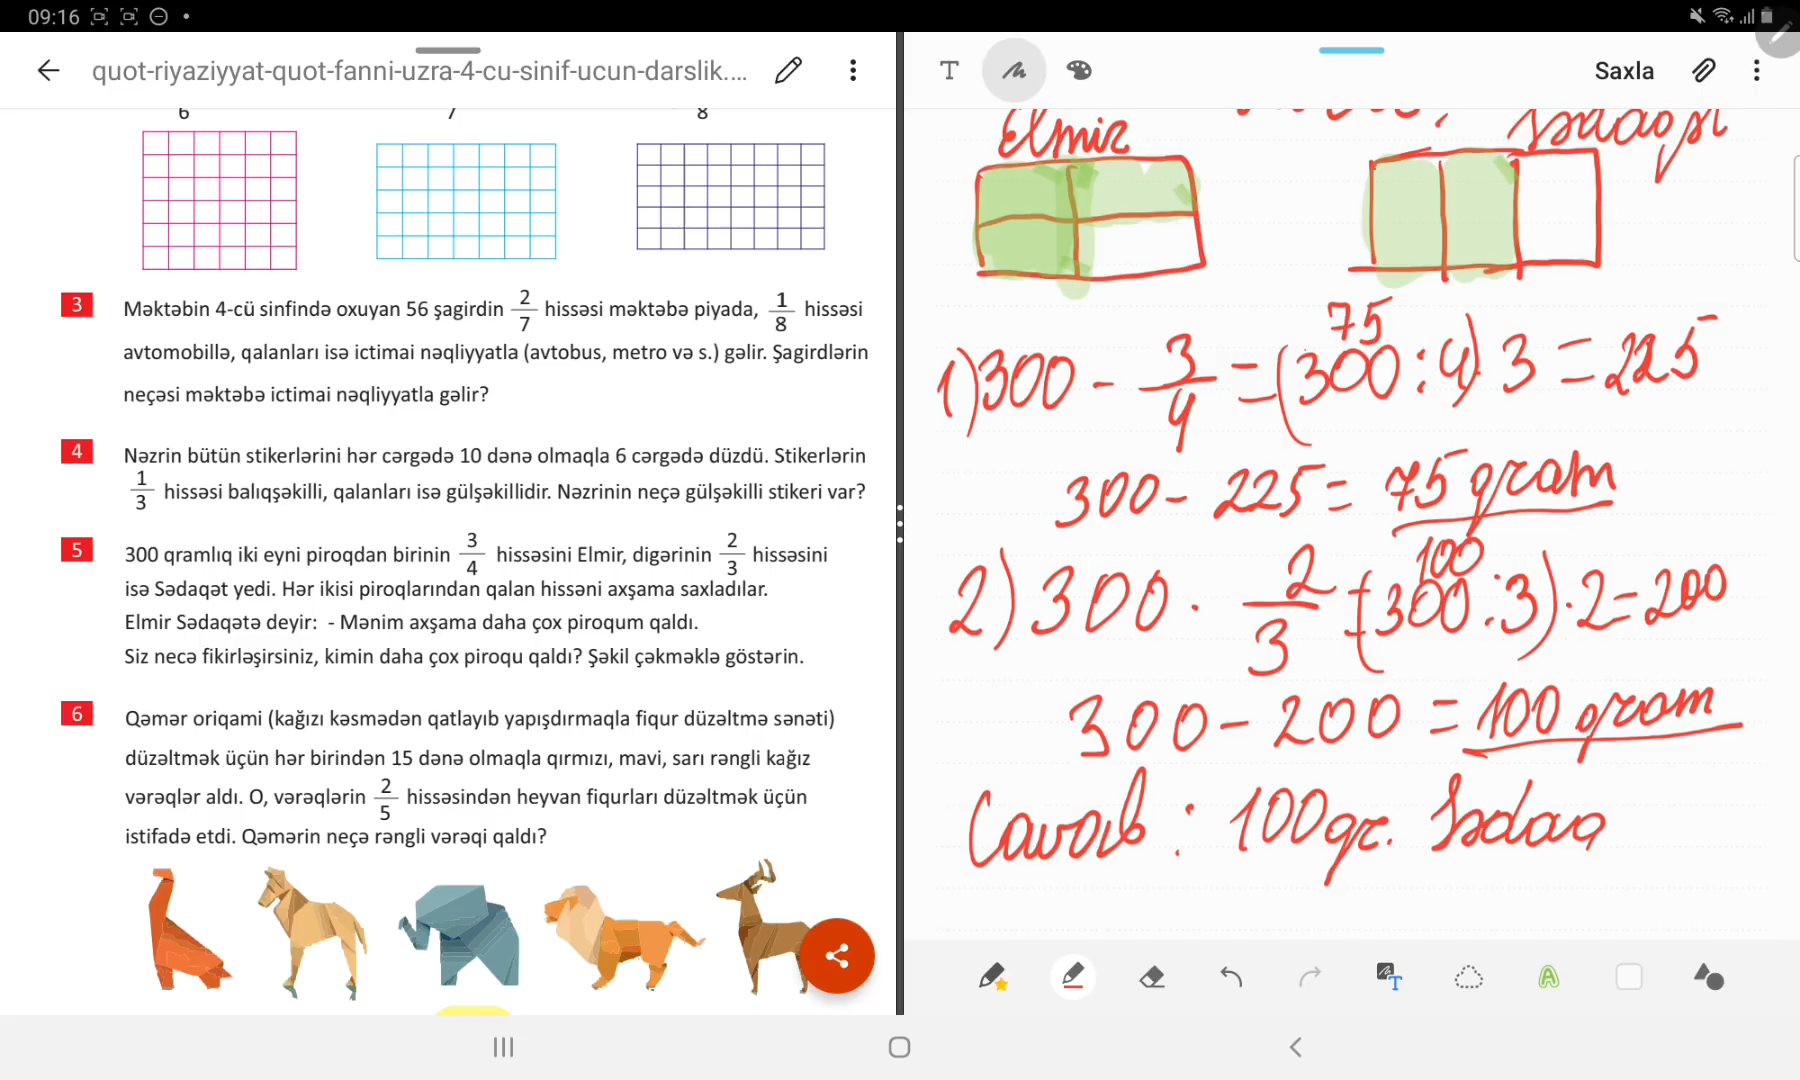 09:16
quot-riyaziyyat-quot-fanni-uzra-4-cu-sinif-ucun-darslik....
6 7 8
3 Məktəbin 4-cü sinfində oxuyan 56 şagirdin 2/7 hissəsi məktəbə piyada, 1/8 hissəsi
avtomobillə, qalanları isə ictimai nəqliyyatla (avtobus, metro və s.) gəlir. Şagirdlərin
neçəsi məktəbə ictimai nəqliyyatla gəlir?
4 Nəzrin bütün stikerlərini hər cərgədə 10 dənə olmaqla 6 cərgədə düzdü. Stikerlərin
1/3 hissəsi balıqşəkilli, qalanları isə gülşəkillidir. Nəzrinin neçə gülşəkilli stikeri var?
5 300 qramlıq iki eyni piroqdan birinin 3/4 hissəsini Elmir, digərinin 2/3 hissəsini
isə Sədaqət yedi. Hər ikisi piroqlarından qalan hissəni axşama saxladılar.
Elmir Sədaqətə deyir: - Mənim axşama daha çox piroqum qaldı.
Siz necə fikirləşirsiniz, kimin daha çox piroqu qaldı? Şəkil çəkməklə göstərin.
6 Qəmər oriqami (kağızı kəsmədən qatlayıb yapışdırmaqla fiqur düzəltmə sənəti)
düzəltmək üçün hər birindən 15 dənə olmaqla qırmızı, mavi, sarı rəngli kağız
vərəqlər aldı. O, vərəqlərin 2/5 hissəsindən heyvan fiqurları düzəltmək üçün
istifadə etdi. Qəmərin neçə rəngli vərəqi qaldı?
T Saxla
Elmir
75
1) 300 - 3/4 = (300 : 4) 3 = 225
300 - 225 = 75 qram
100
2) 300 · 2/3 = (300 : 3) · 2 = 200
300 - 200 = 100 qram
Cavab : 100 qr. Sədaq